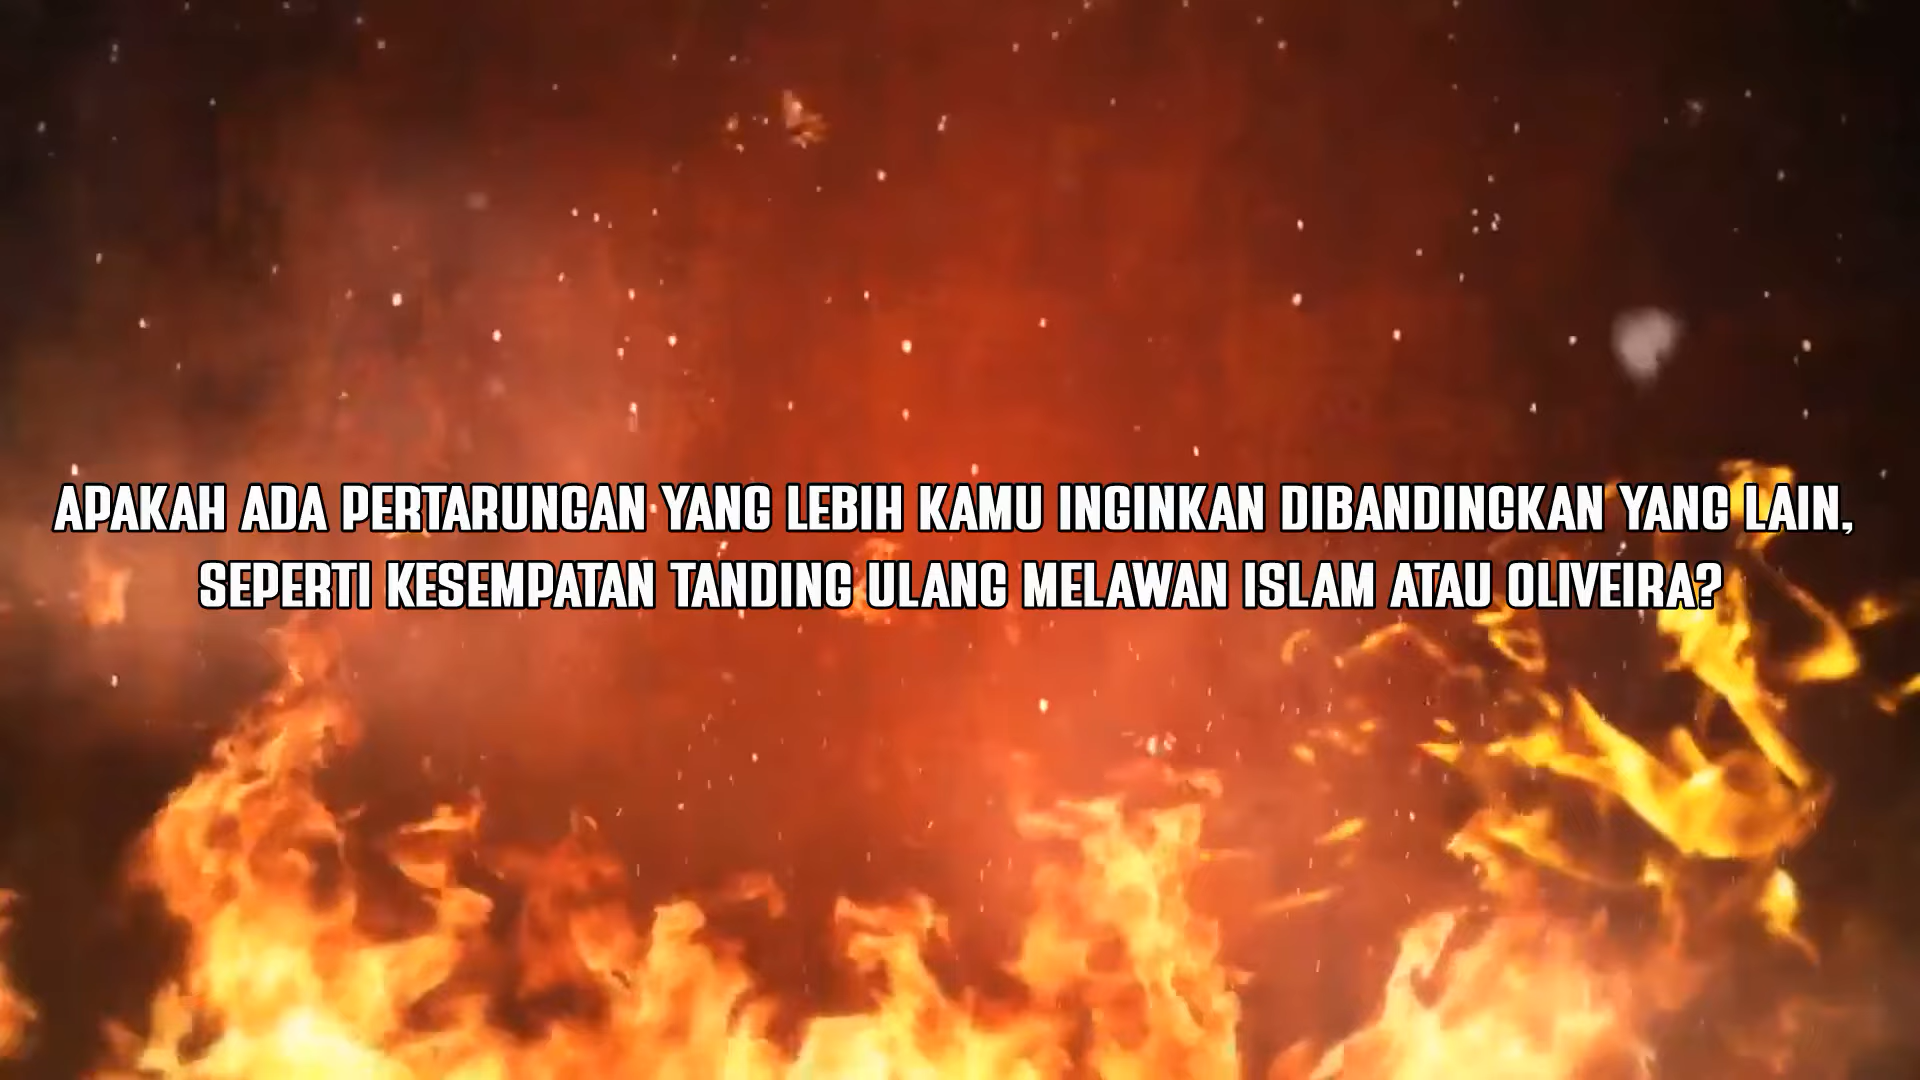 APAKAH ADA PERTARUNGAN YANG LEBIH KAMU INGINKAN DIBANDINGKAN YANG LAIN,
SEPERTI KESEMPATAN TANDING ULANG MELAWAN ISLAM ATAU OLIVEIRA?